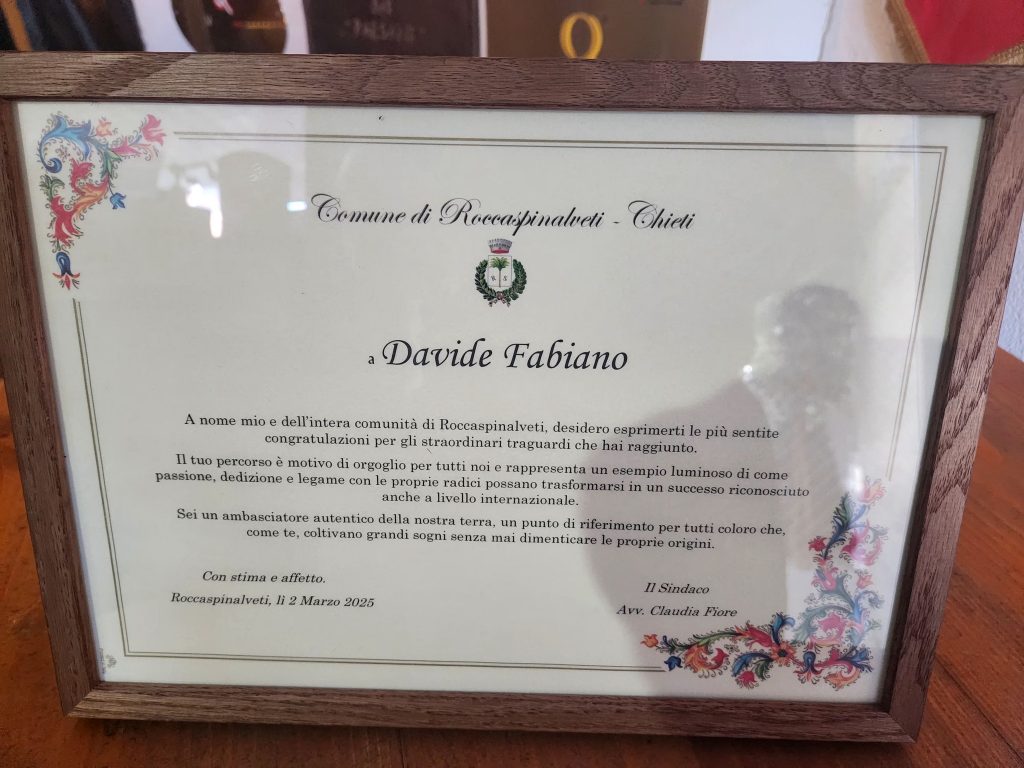 Comune di Roccaspinalveti - Chieti
R S
a Davide Fabiano
A nome mio e dell'intera comunità di Roccaspinalveti, desidero esprimerti le più sentite
congratulazioni per gli straordinari traguardi che hai raggiunto.
Il tuo percorso è motivo di orgoglio per tutti noi e rappresenta un esempio luminoso di come
passione, dedizione e legame con le proprie radici possano trasformarsi in un successo riconosciuto
anche a livello internazionale.
Sei un ambasciatore autentico della nostra terra, un punto di riferimento per tutti coloro che,
come te, coltivano grandi sogni senza mai dimenticare le proprie origini.
Con stima e affetto.
Roccaspinalveti, lì 2 Marzo 2025
Il Sindaco
Avv. Claudia Fiore